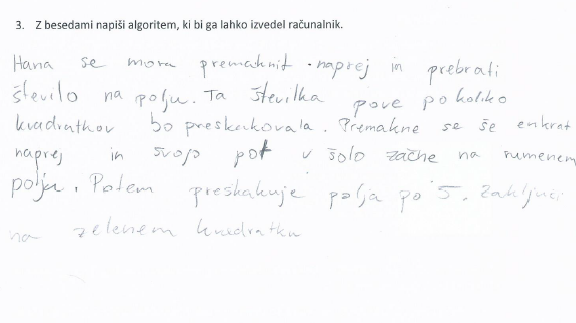 3. Z besedami napiši algoritem, ki bi ga lahko izvedel računalnik.
Hana se mora premaknit naprej in prebrati
število na polju. Ta številka pove po koliko
kvadratkov bo preskakovala. Premakne se še enkrat
naprej in svojo pot v šolo začne na rumenem
polju. Potem preskakuje polja po 5. Zaključi
na zelenem kvadratku